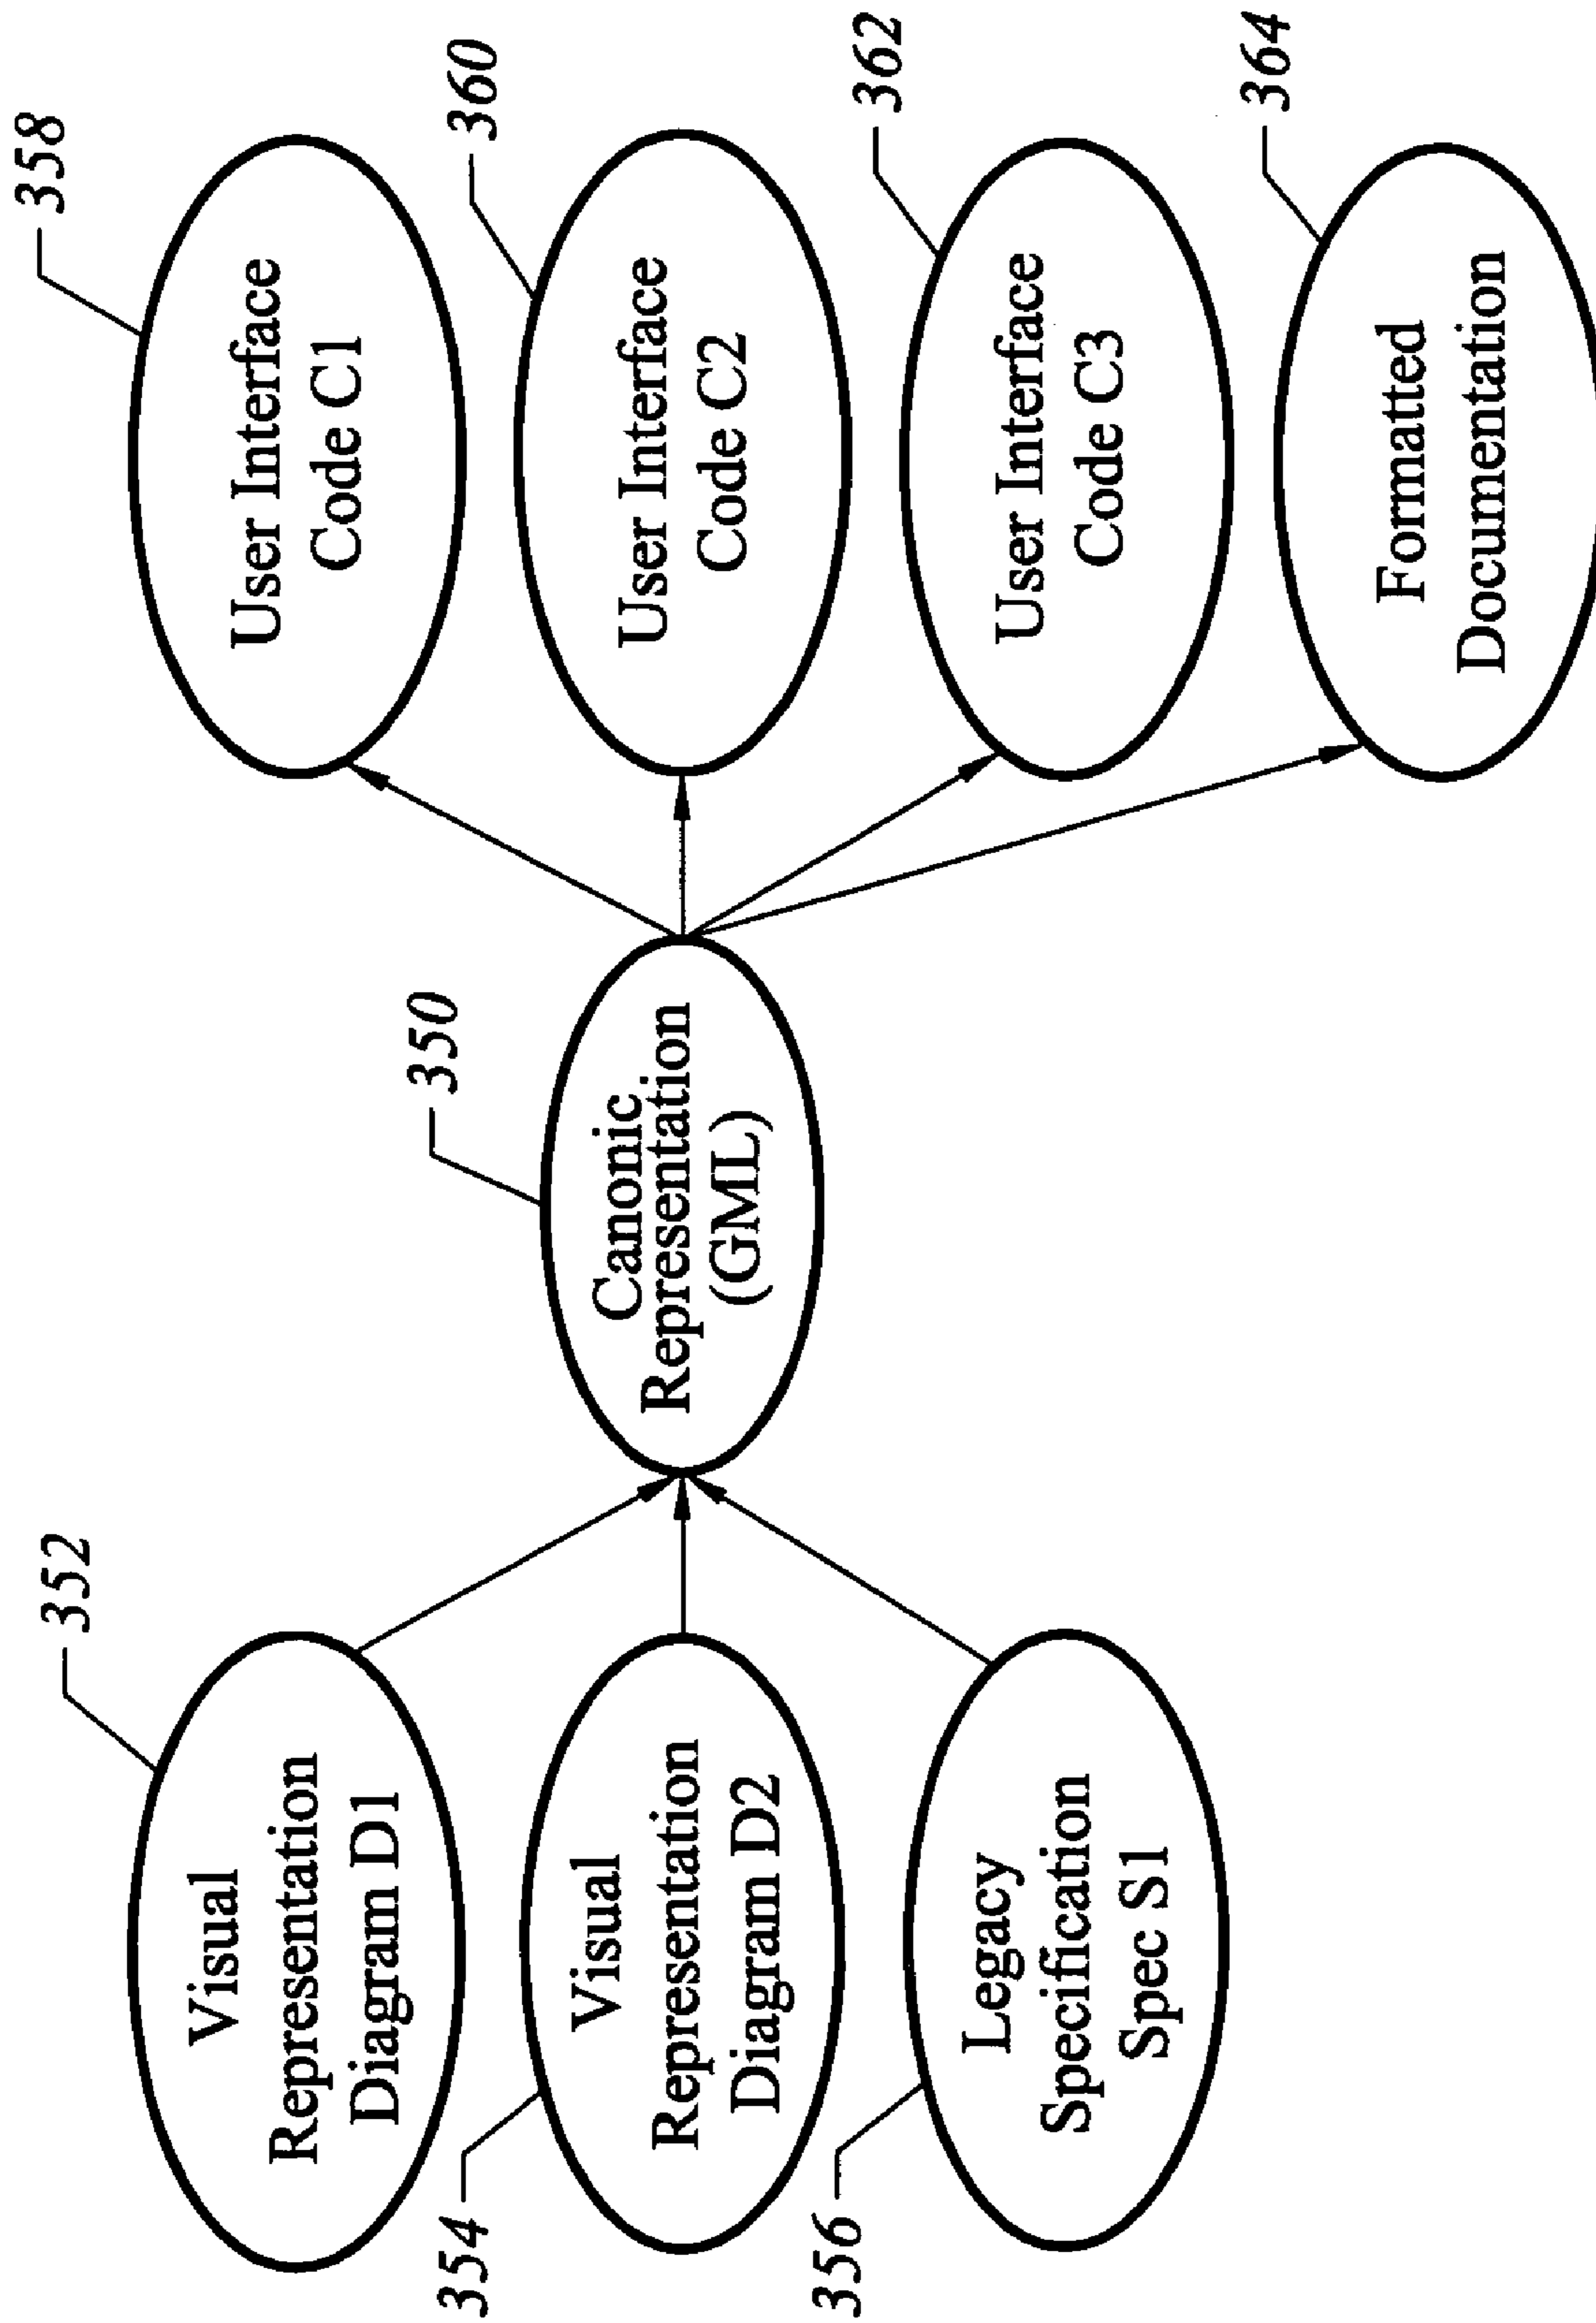 352
Visual
Representation
Diagram D1
354
Visual
Representation
Diagram D2
356
Legacy
Specification
Spec S1
350
Canonic
Representation
(GML)
358
User Interface
Code C1
360
User Interface
Code C2
362
User Interface
Code C3
364
Formatted
Documentation